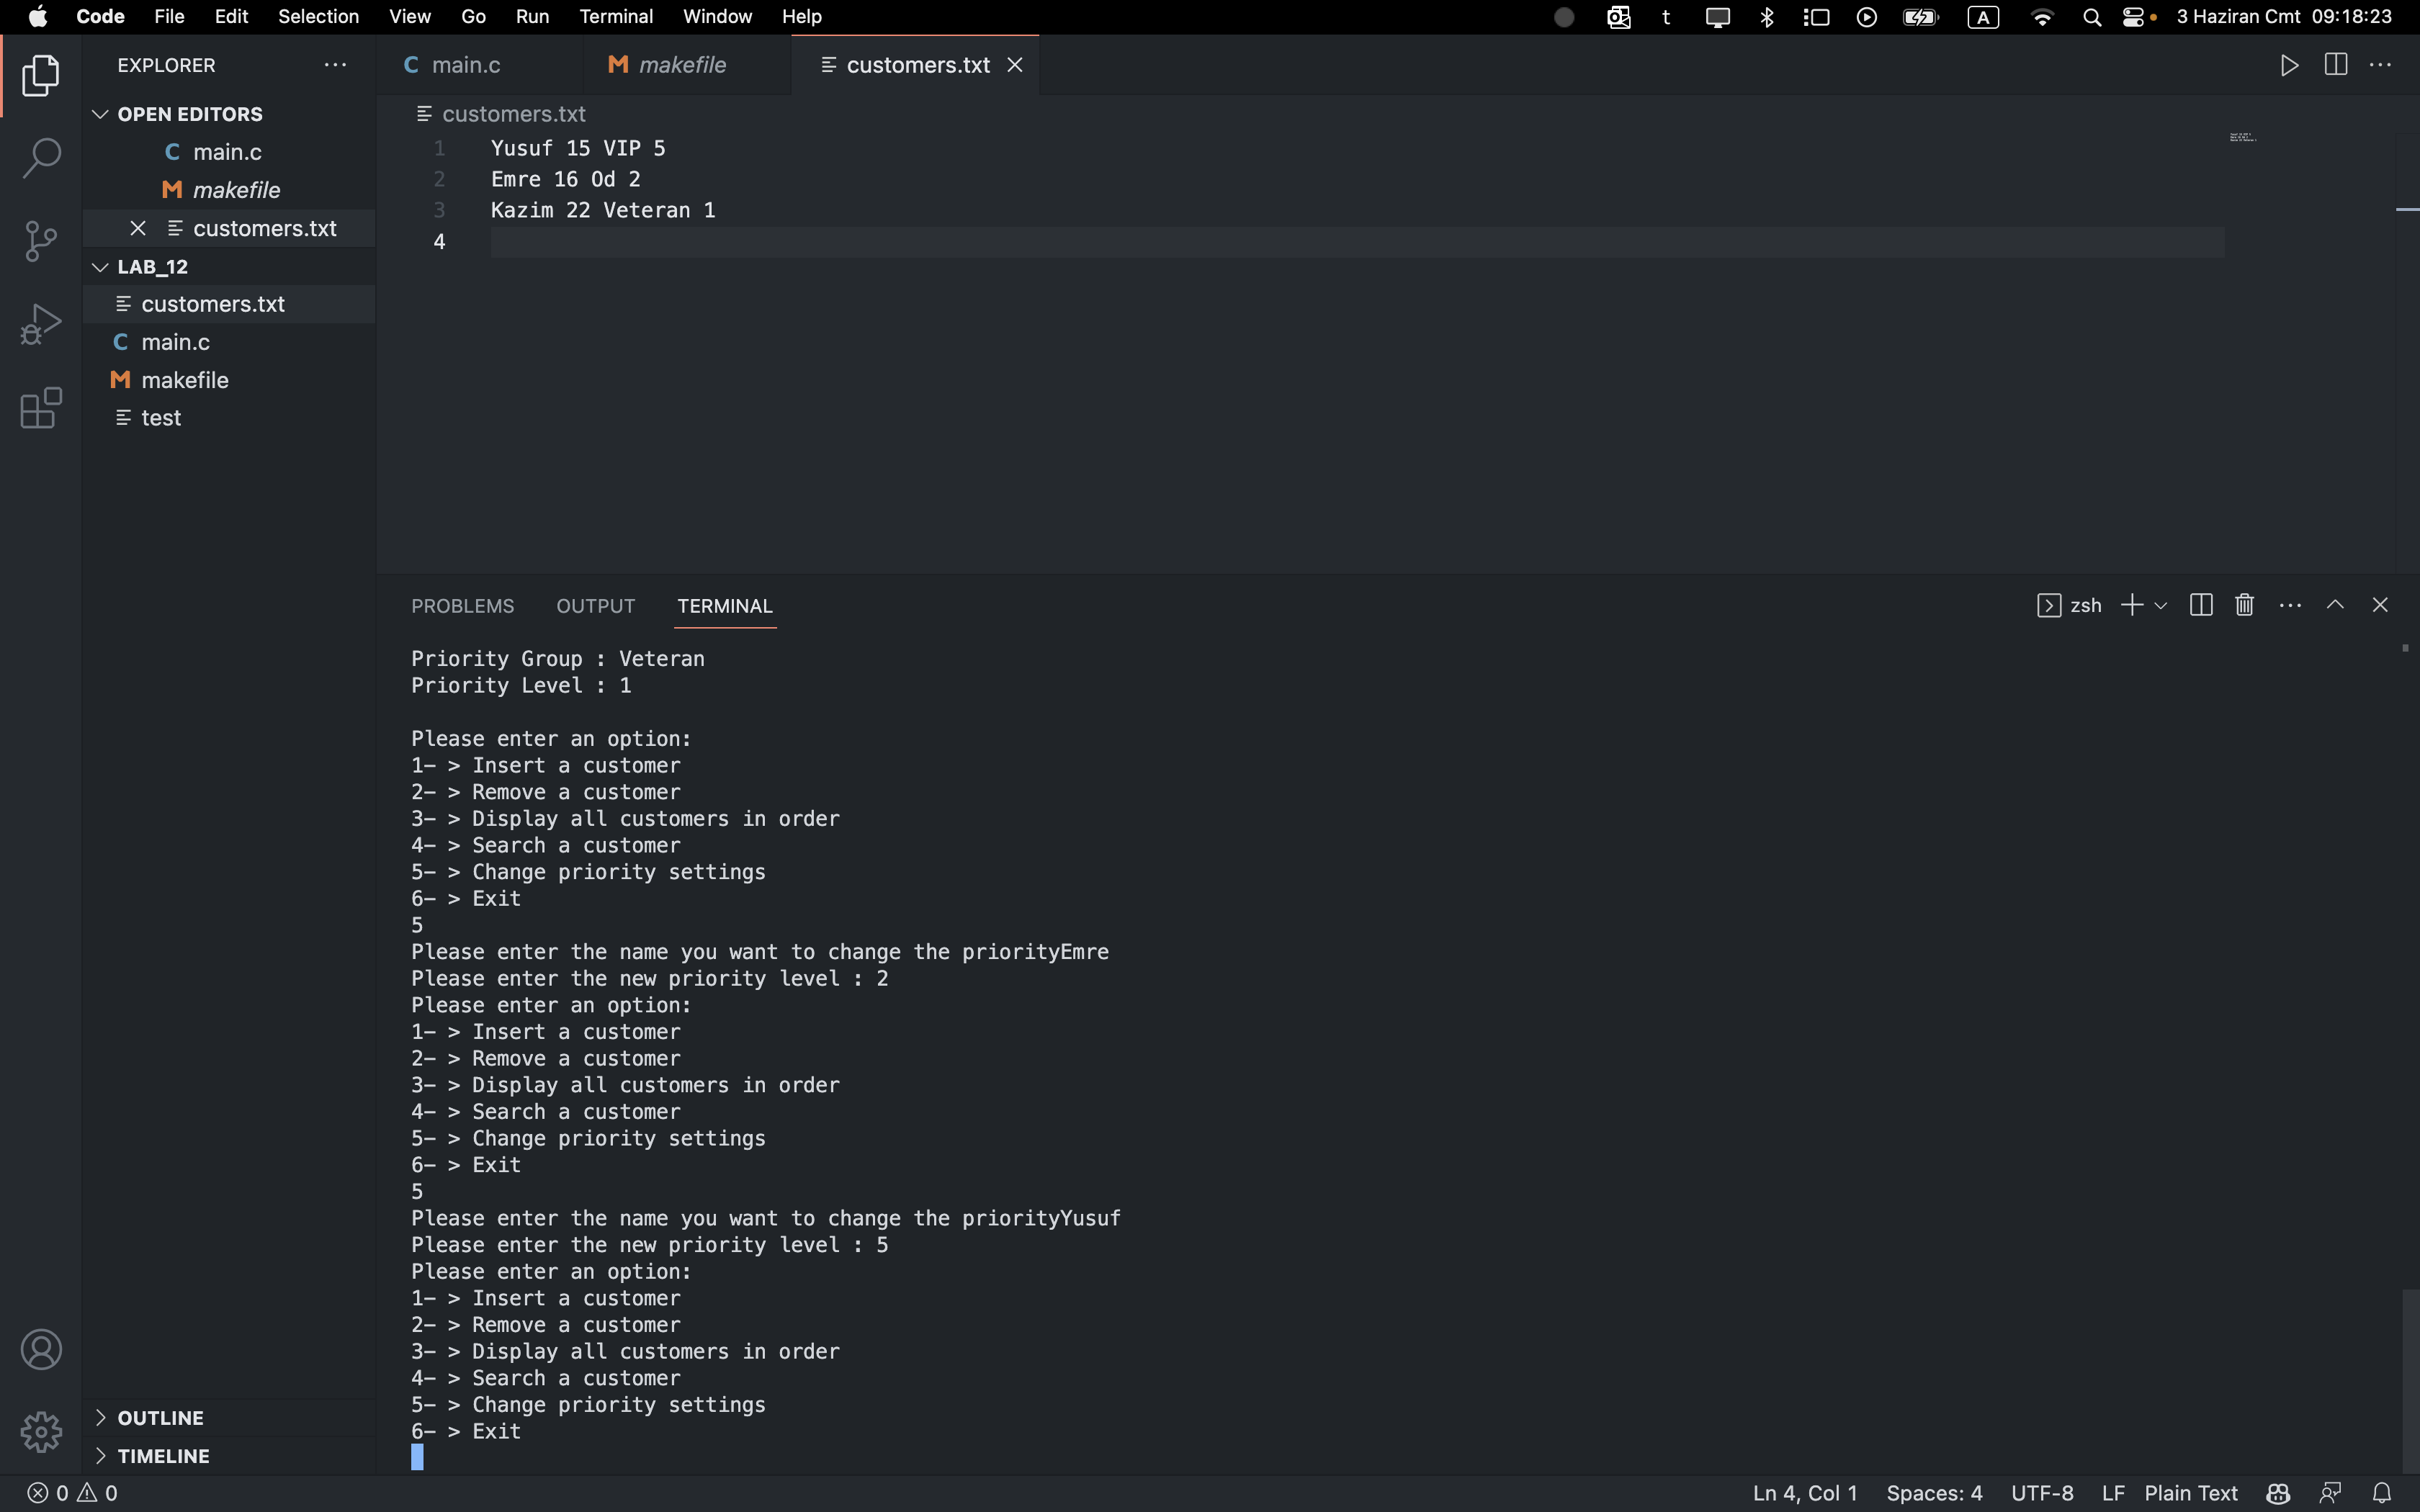 Code File Edit Selection View Go Run Terminal Window Help t A 3 Haziran Cmt 09:18:23
EXPLORER
C main.c M makefile customers.txt
OPEN EDITORS
C main.c
M makefile
customers.txt
LAB_12
customers.txt
C main.c
M makefile
test
OUTLINE
TIMELINE
customers.txt
1 Yusuf 15 VIP 5
2 Emre 16 Od 2
3 Kazim 22 Veteran 1
4
PROBLEMS OUTPUT TERMINAL zsh
Priority Group : Veteran
Priority Level : 1
Please enter an option:
1- > Insert a customer
2- > Remove a customer
3- > Display all customers in order
4- > Search a customer
5- > Change priority settings
6- > Exit
5
Please enter the name you want to change the priorityEmre
Please enter the new priority level : 2
Please enter an option:
1- > Insert a customer
2- > Remove a customer
3- > Display all customers in order
4- > Search a customer
5- > Change priority settings
6- > Exit
5
Please enter the name you want to change the priorityYusuf
Please enter the new priority level : 5
Please enter an option:
1- > Insert a customer
2- > Remove a customer
3- > Display all customers in order
4- > Search a customer
5- > Change priority settings
6- > Exit
0 0 Ln 4, Col 1 Spaces: 4 UTF-8 LF Plain Text